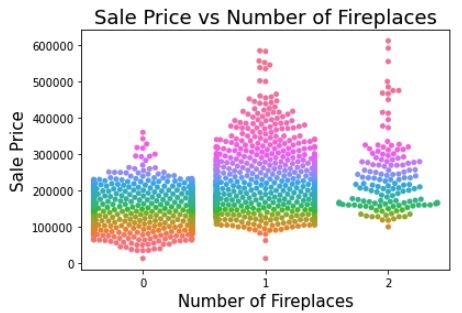 Sale Price vs Number of Fireplaces
600000
500000
400000
300000
200000
100000
0
Sale Price
0 1 2
Number of Fireplaces